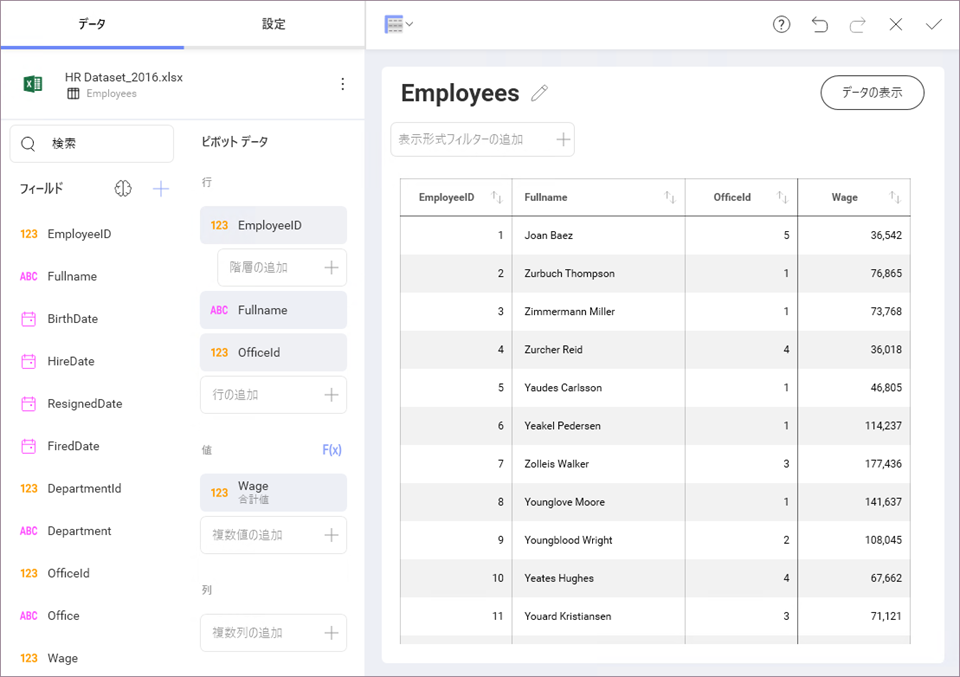 データ 設定
HR Dataset_2016.xlsx
Employees
検索
フィールド
123 EmployeeID
ABC Fullname
BirthDate
HireDate
ResignedDate
FiredDate
123 DepartmentId
ABC Department
123 OfficeId
ABC Office
123 Wage
ピボット データ
行
123 EmployeeID
階層の追加
ABC Fullname
123 OfficeId
行の追加
値 F(x)
123 Wage
合計値
複数値の追加
列
複数列の追加
Employees データの表示
表示形式フィルターの追加
EmployeeID Fullname OfficeId Wage
1 Joan Baez 5 36,542
2 Zurbuch Thompson 1 76,865
3 Zimmermann Miller 1 73,768
4 Zurcher Reid 4 36,018
5 Yaudes Carlsson 1 46,805
6 Yeakel Pedersen 1 114,237
7 Zolleis Walker 3 177,436
8 Younglove Moore 1 141,637
9 Youngblood Wright 2 108,045
10 Yeates Hughes 4 67,662
11 Youard Kristiansen 3 71,121